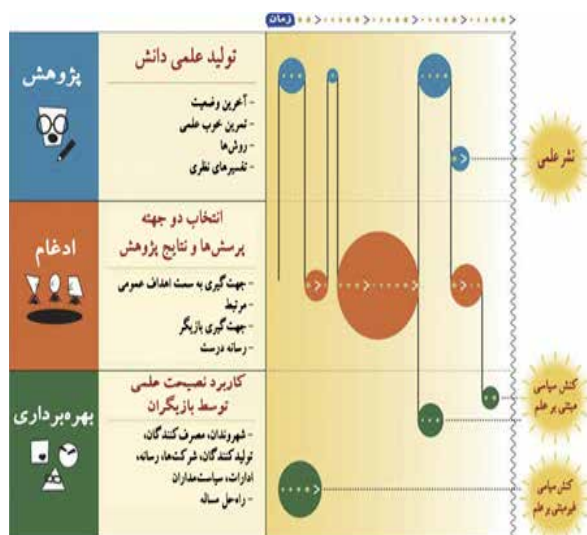 زمان
پژوهش
تولید علمی دانش
- آخرین وضعیت
- تمرین خوب علمی
- روش‌ها
- تفسیرهای نظری
نشر علمی
ادغام
انتخاب دو جهته
پرسش‌ها و نتایج پژوهش
- جهت‌گیری به سمت اهداف عمومی
مرتبط
- جهت‌گیری بازیگر
- رسانه درست
بهره‌برداری
کاربرد نصیحت علمی
توسط بازیگران
- شهروندان، مصرف‌کنندگان،
تولیدکنندگان، شرکت‌ها، رسانه،
ادارات، سیاست‌مداران
- راه‌حل مساله
کنش سیاسی
مبتنی بر علم
کنش سیاسی
غیرمبتنی بر علم